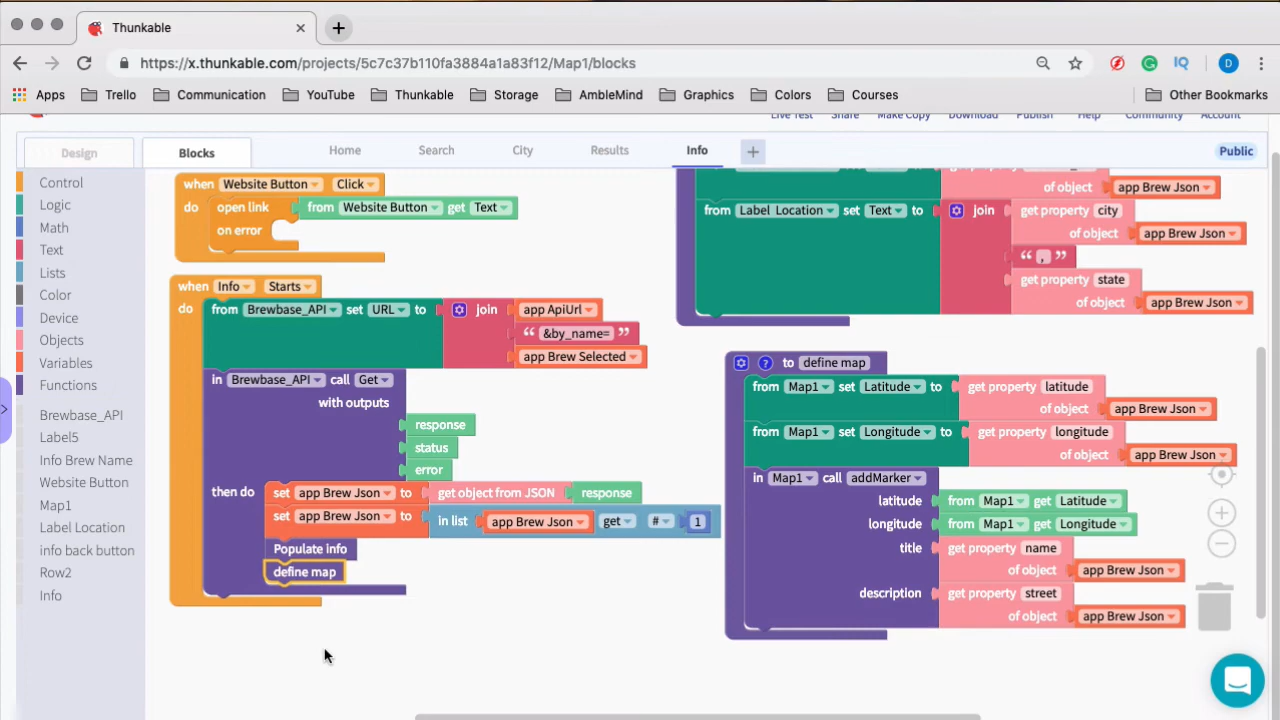 Thunkable
https://x.thunkable.com/projects/5c7c37b110fa3884a1a83f12/Map1/blocks
IQ
D
Apps Trello Communication YouTube Thunkable Storage AmbleMind Graphics Colors Courses Other Bookmarks
Live Test Share Make Copy Download Publish Help Community Account
Design Blocks Home Search City Results Info Public
Control
Logic
Math
Text
Lists
Color
Device
Objects
Variables
Functions
Brewbase_API
Label5
Info Brew Name
Website Button
Map1
Label Location
info back button
Row2
Info
when Website Button Click
do open link from Website Button get Text
on error
when Info Starts
do from Brewbase_API set URL to join app ApiUrl
“ &by_name= ”
app Brew Selected
in Brewbase_API call Get
with outputs
response
status
error
then do set app Brew Json to get object from JSON response
set app Brew Json to in list app Brew Json get # 1
Populate info
define map
of object app Brew Json
from Label Location set Text to join get property city
of object app Brew Json
“ , ”
get property state
of object app Brew Json
? to define map
from Map1 set Latitude to get property latitude
of object app Brew Json
from Map1 set Longitude to get property longitude
of object app Brew Json
in Map1 call addMarker
latitude from Map1 get Latitude
longitude from Map1 get Longitude
title get property name
of object app Brew Json
description get property street
of object app Brew Json